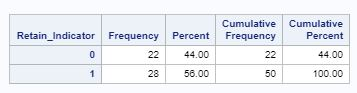 Cumulative Cumulative
Retain_Indicator Frequency Percent Frequency Percent
0 22 44.00 22 44.00
1 28 56.00 50 100.00